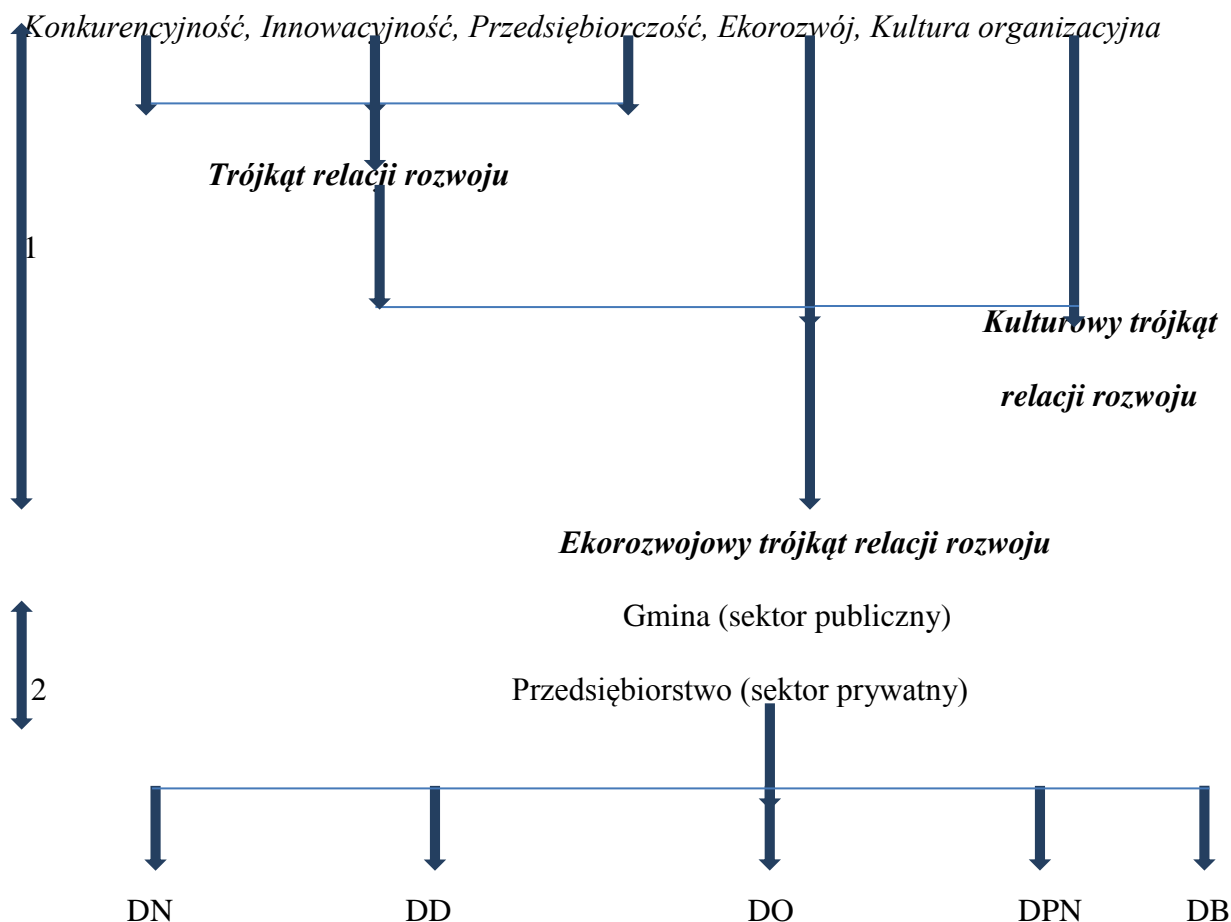 Konkurencyjność, Innowacyjność, Przedsiębiorczość, Ekorozwój, Kultura organizacyjna
Trójkąt relacji rozwoju
1
Kulturowy trójkąt
relacji rozwoju
Ekorozwojowy trójkąt relacji rozwoju
Gmina (sektor publiczny)
2 Przedsiębiorstwo (sektor prywatny)
DN DD DO DPN DB